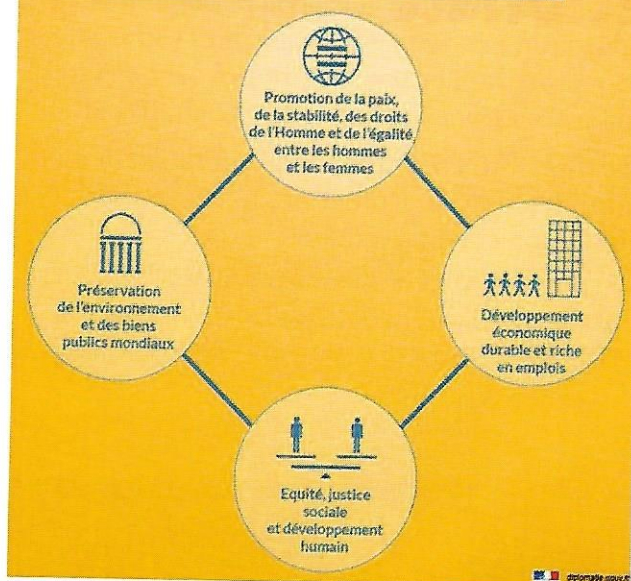 Promotion de la paix,
de la stabilité, des droits
de l'Homme et de l'égalité
entre les hommes
et les femmes
Préservation
de l'environnement
et des biens
publics mondiaux
Développement
économique
durable et riche
en emplois
Equité, justice
sociale
et développement
humain